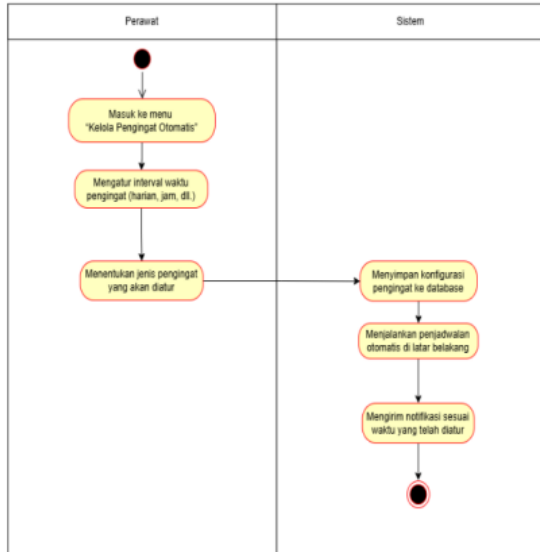 Perawat
Sistem
Masuk ke menu
"Kelola Pengingat Otomatis"
Mengatur interval waktu
pengingat (harian, jam, dll.)
Menentukan jenis pengingat
yang akan diatur
Menyimpan konfigurasi
pengingat ke database
Menjalankan penjadwalan
otomatis di latar belakang
Mengirim notifikasi sesuai
waktu yang telah diatur